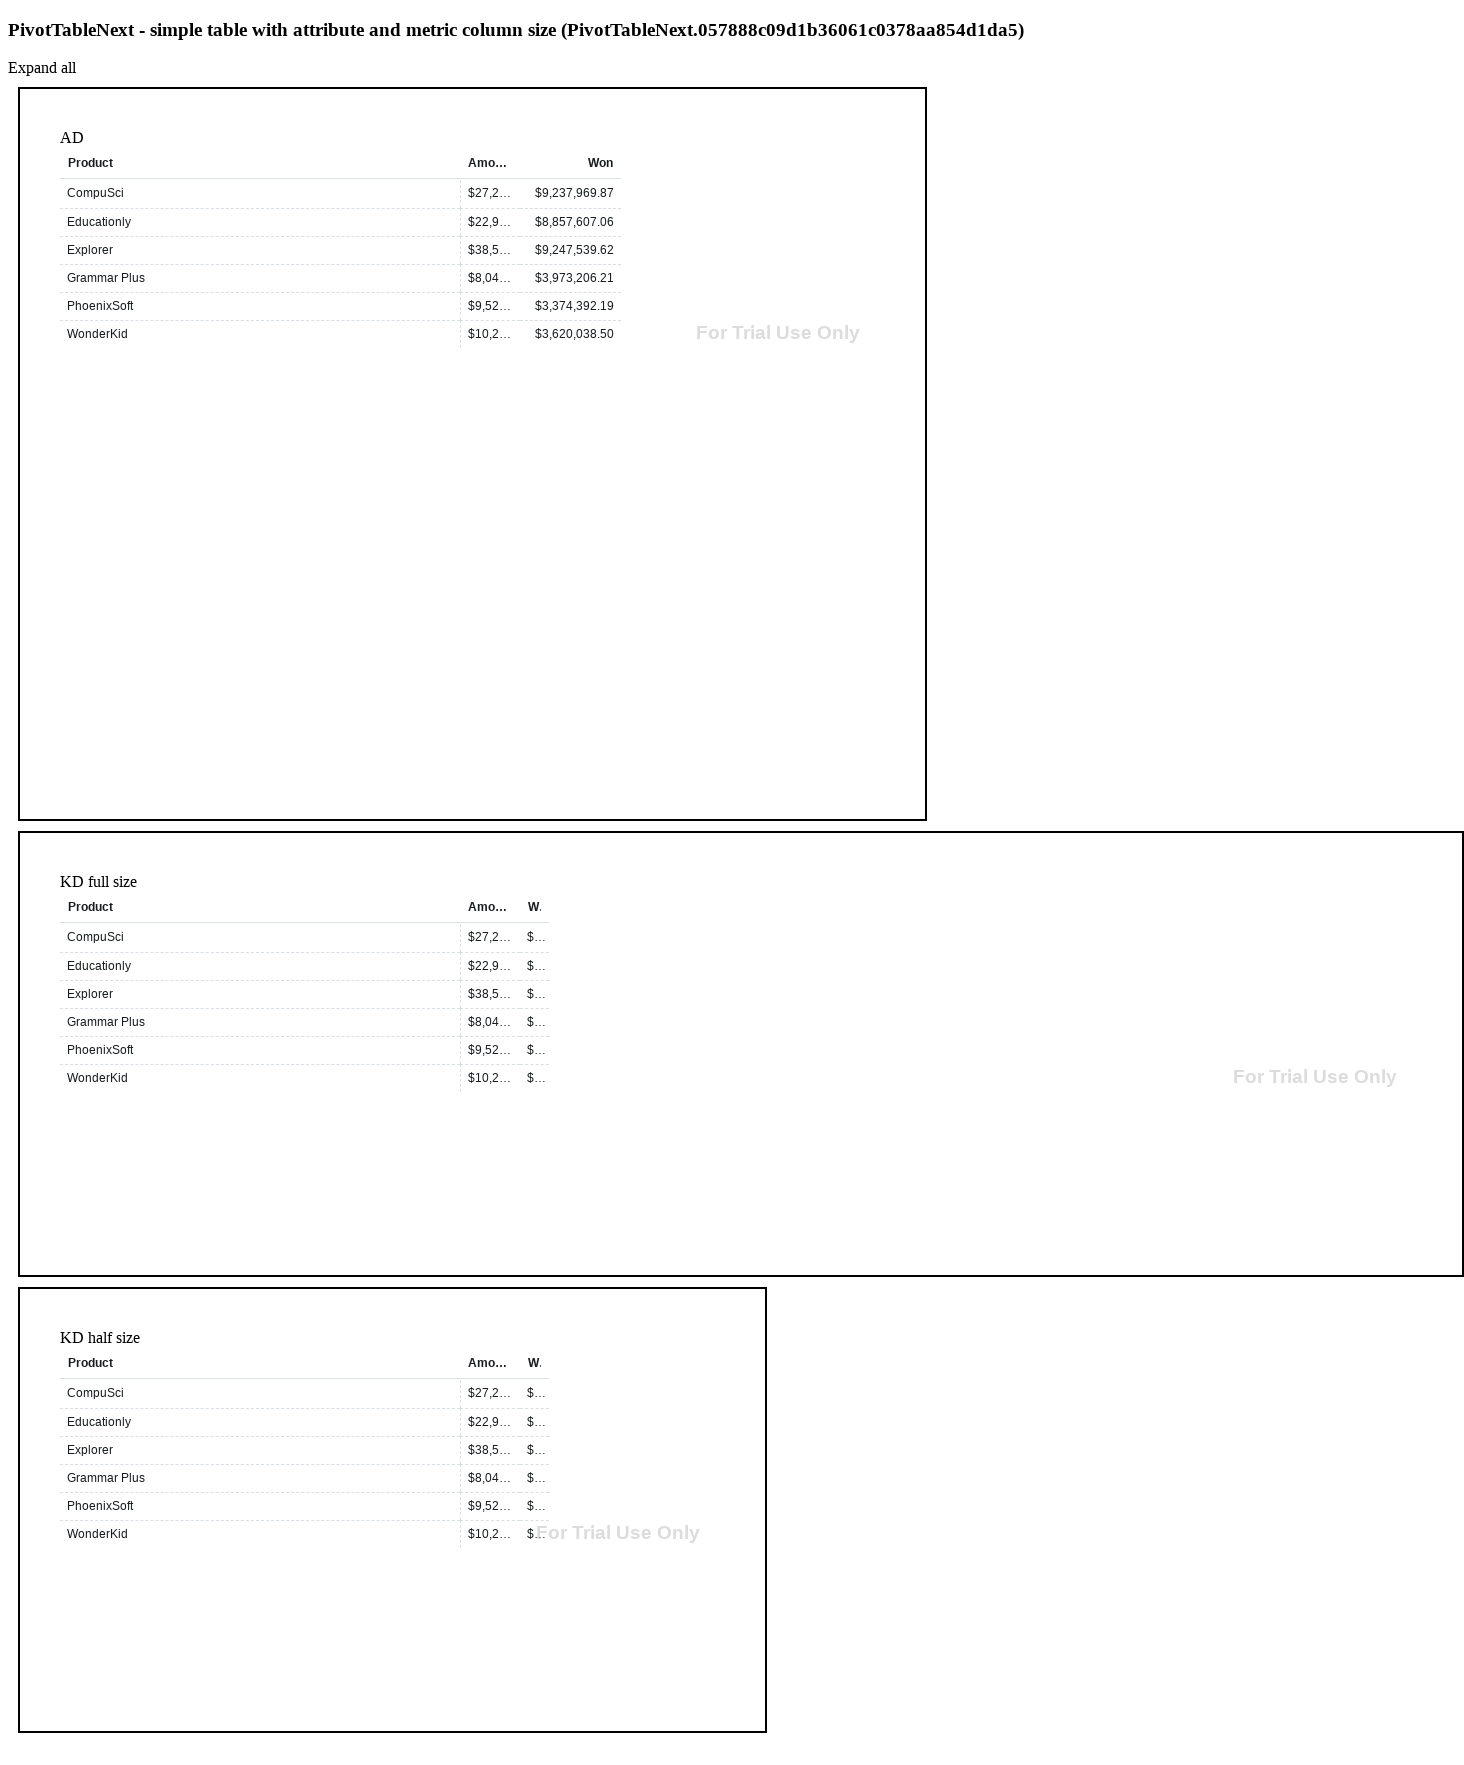 PivotTableNext - simple table with attribute and metric column size (PivotTableNext.057888c09d1b36061c0378aa854d1da5)
Expand all
AD
Product Amo... Won
CompuSci $27,2... $9,237,969.87
Educationly $22,9... $8,857,607.06
Explorer $38,5... $9,247,539.62
Grammar Plus $8,04... $3,973,206.21
PhoenixSoft $9,52... $3,374,392.19
WonderKid $10,2... $3,620,038.50
For Trial Use Only
KD full size
Product Amo... W.
CompuSci $27,2... $...
Educationly $22,9... $...
Explorer $38,5... $...
Grammar Plus $8,04... $...
PhoenixSoft $9,52... $...
WonderKid $10,2... $...
For Trial Use Only
KD half size
Product Amo... W.
CompuSci $27,2... $...
Educationly $22,9... $...
Explorer $38,5... $...
Grammar Plus $8,04... $...
PhoenixSoft $9,52... $...
WonderKid $10,2... $...
For Trial Use Only